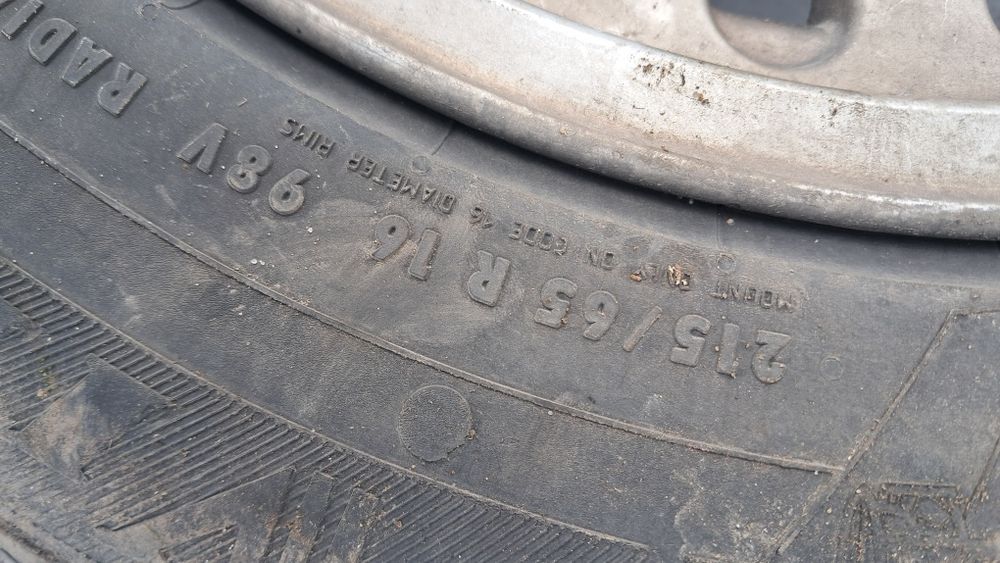 215/65 R 16 98V RADI
MOUNT ONLY ON CODE 16 DIAMETER RIMS